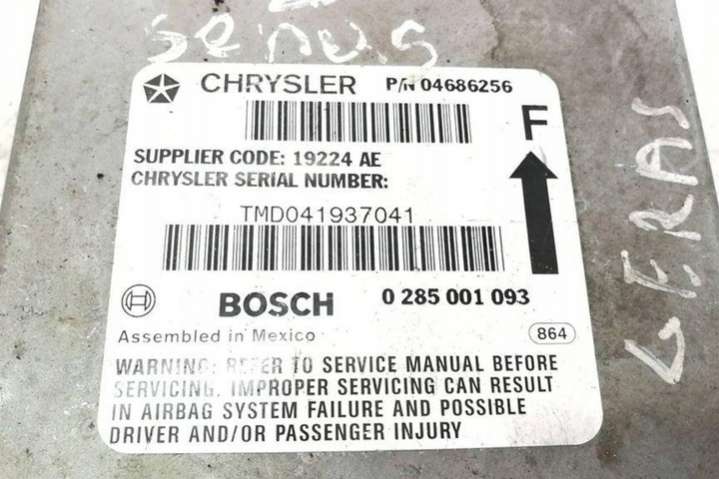 senas
CHRYSLER P/N 04686256
F
SUPPLIER CODE: 19224 AE
CHRYSLER SERIAL NUMBER:
TMD041937041
BOSCH 0 285 001 093
Assembled in Mexico 864
WARNING: REFER TO SERVICE MANUAL BEFORE
SERVICING. IMPROPER SERVICING CAN RESULT
IN AIRBAG SYSTEM FAILURE AND POSSIBLE
DRIVER AND/OR PASSENGER INJURY
GERAS